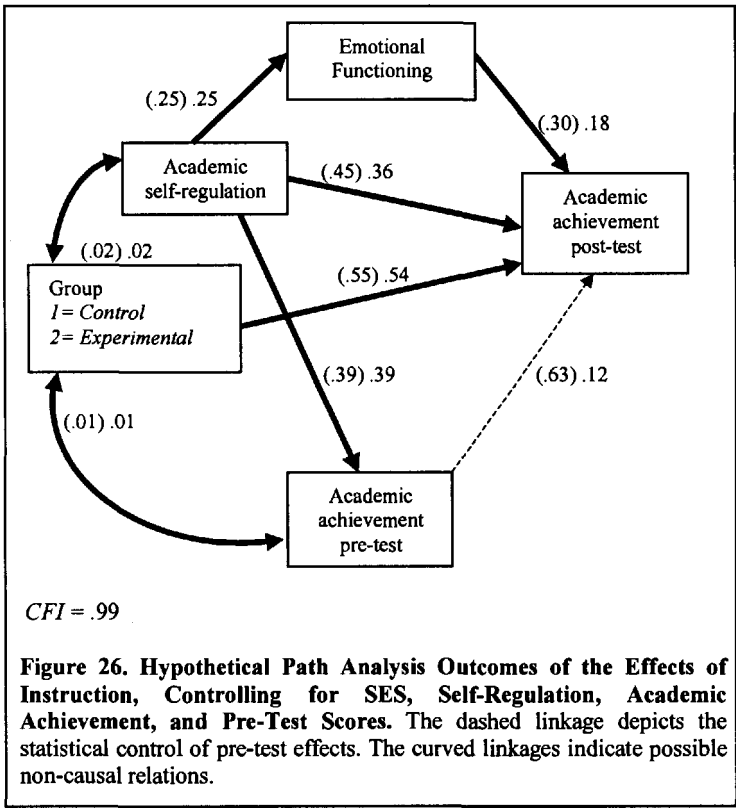 Emotional
Functioning
(.25) .25
(.30) .18
Academic
self-regulation
(.45) .36
Academic
achievement
post-test
(.02) .02
Group
1= Control
2= Experimental
(.55) .54
(.39) .39
(.63) .12
(.01) .01
Academic
achievement
pre-test
CFI = .99
Figure 26. Hypothetical Path Analysis Outcomes of the Effects of
Instruction, Controlling for SES, Self-Regulation, Academic
Achievement, and Pre-Test Scores. The dashed linkage depicts the
statistical control of pre-test effects. The curved linkages indicate possible
non-causal relations.